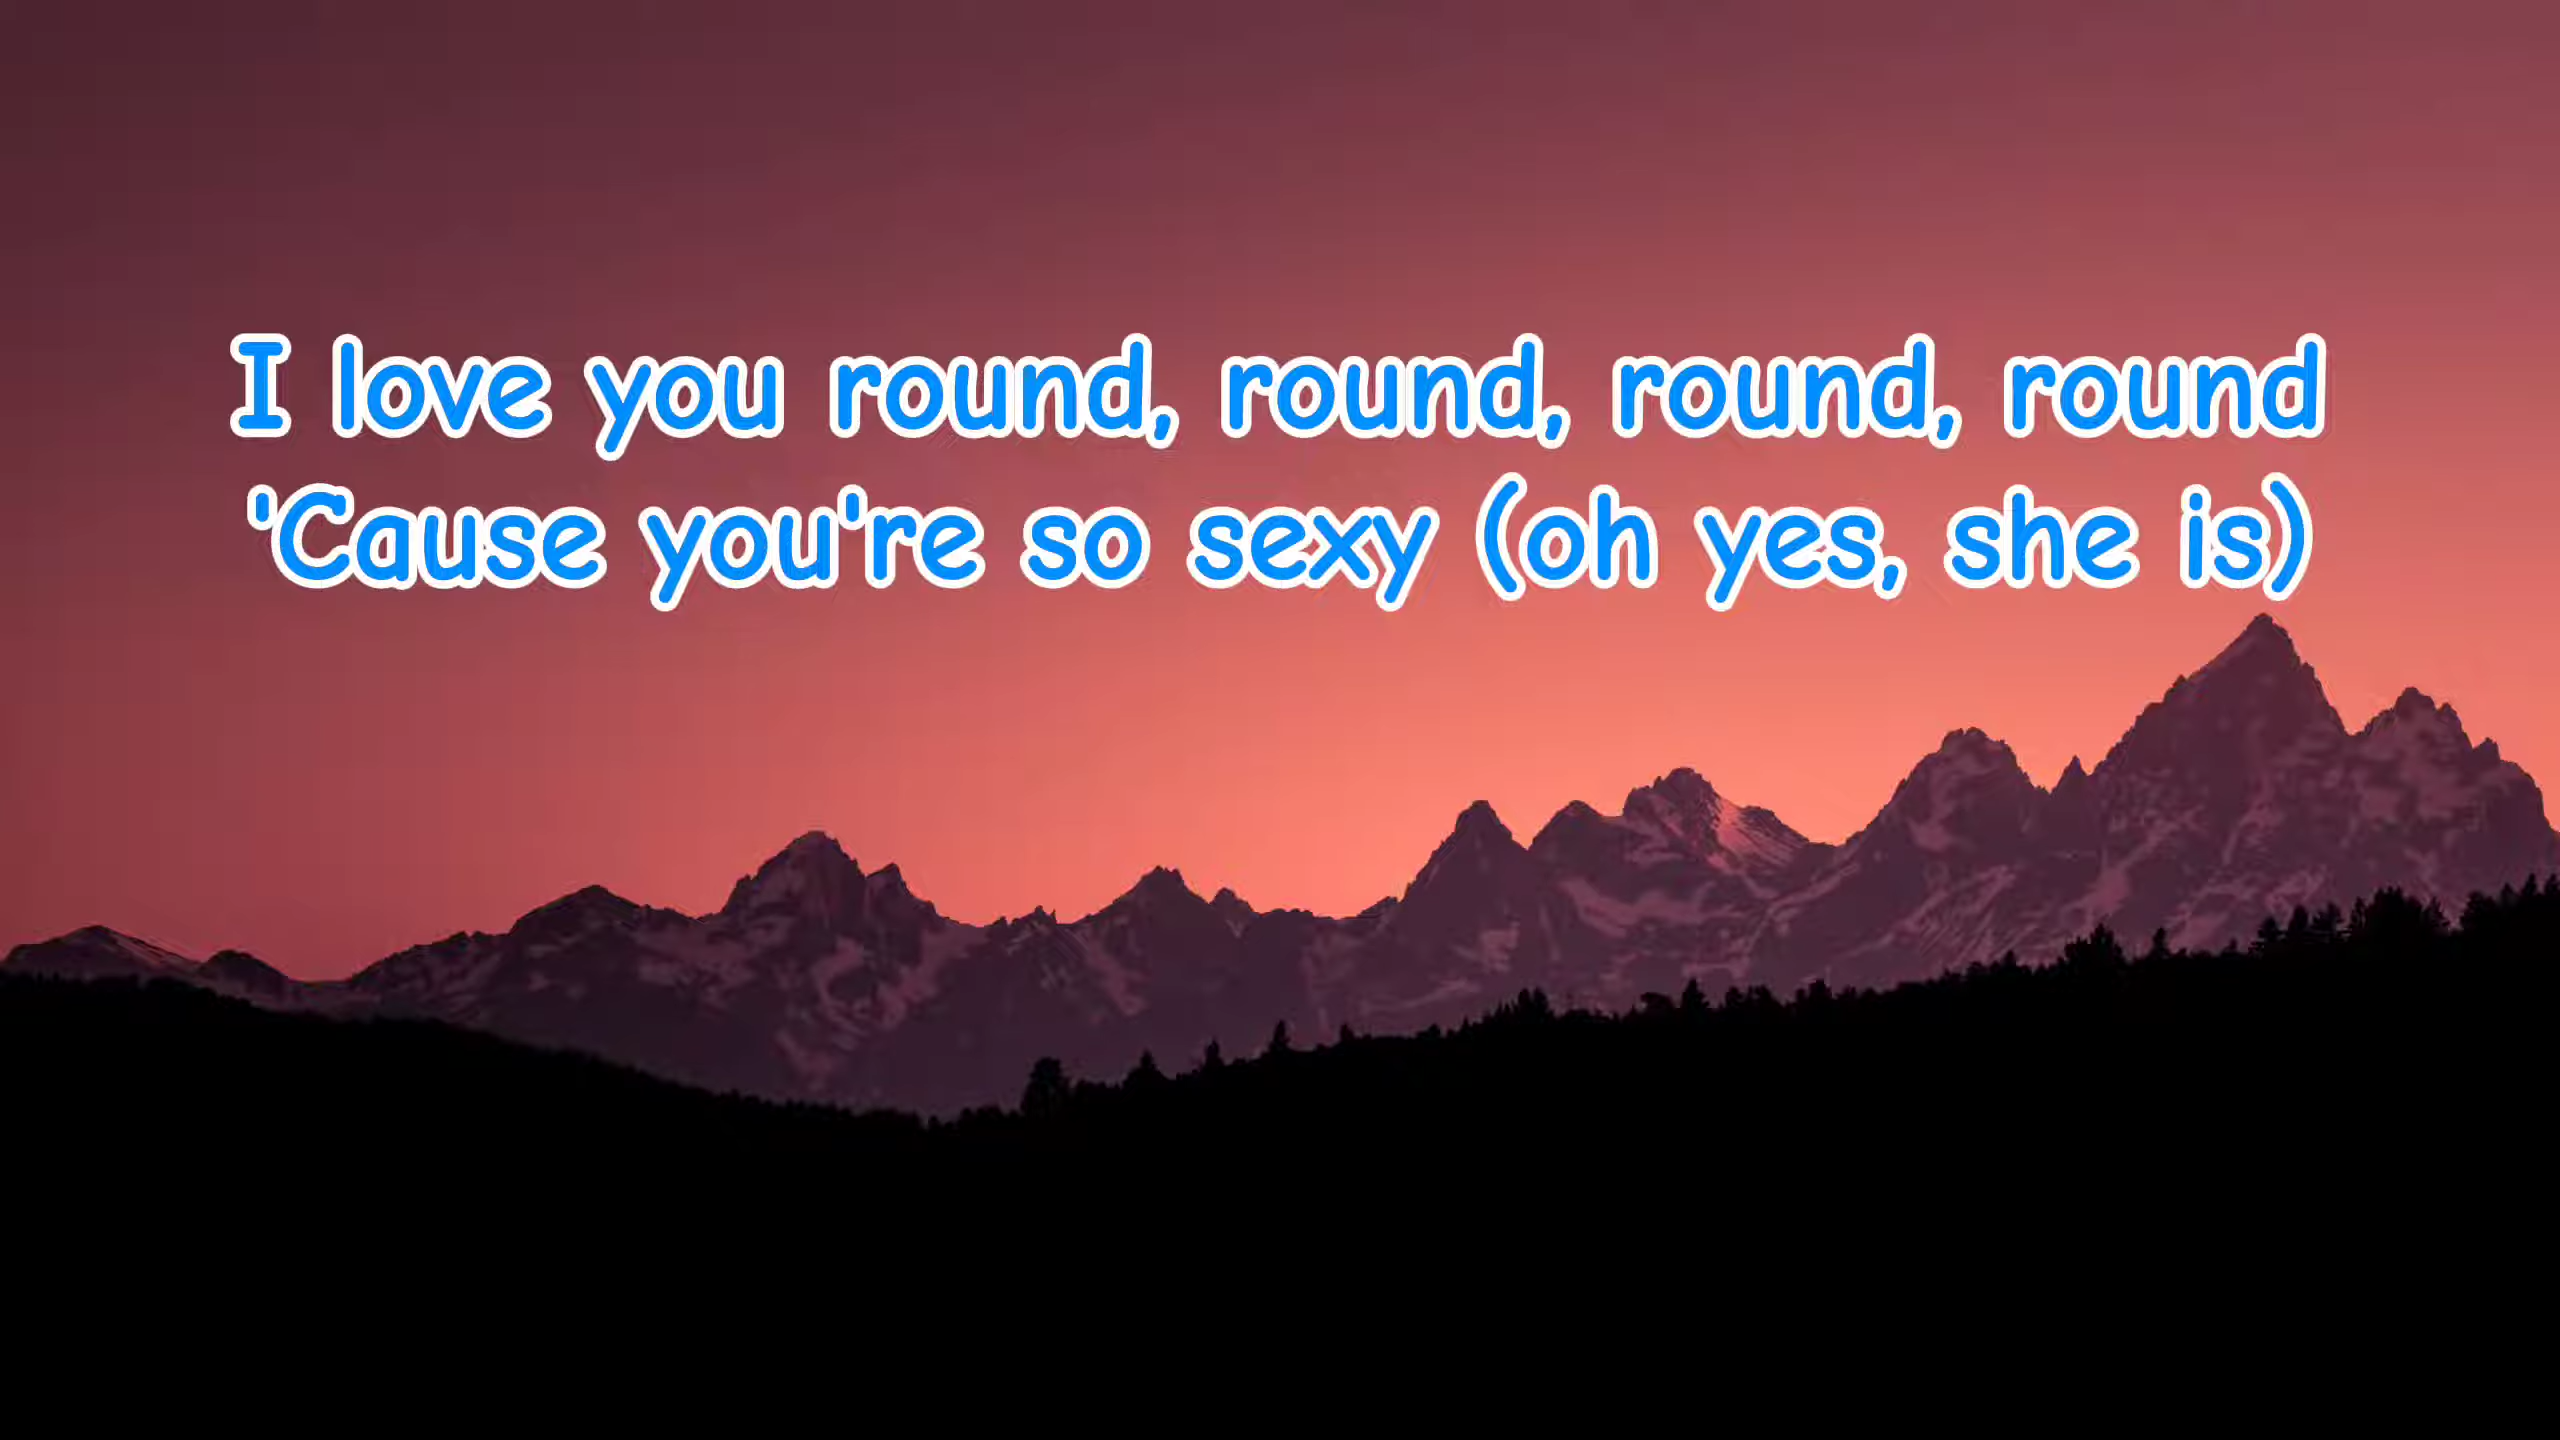 I love you round, round, round, round
'Cause you're so sexy (oh yes, she is)